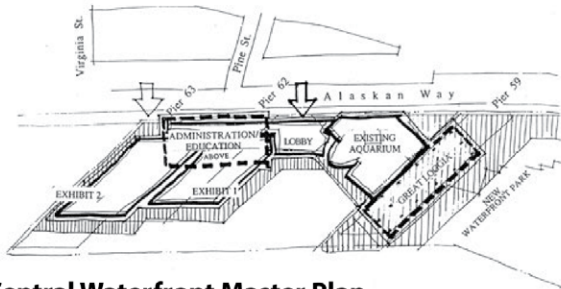 Virginia St.
Pine St.
Pier 63
Pier 62
Alaskan Way
Pier 59
ADMINISTRATION/
EDUCATION
ABOVE
LOBBY
EXISTING
AQUARIUM
EXHIBIT 2
EXHIBIT 1
GREAT LODGE
NEW
WATERFRONT PARK
Central Waterfront Master Plan